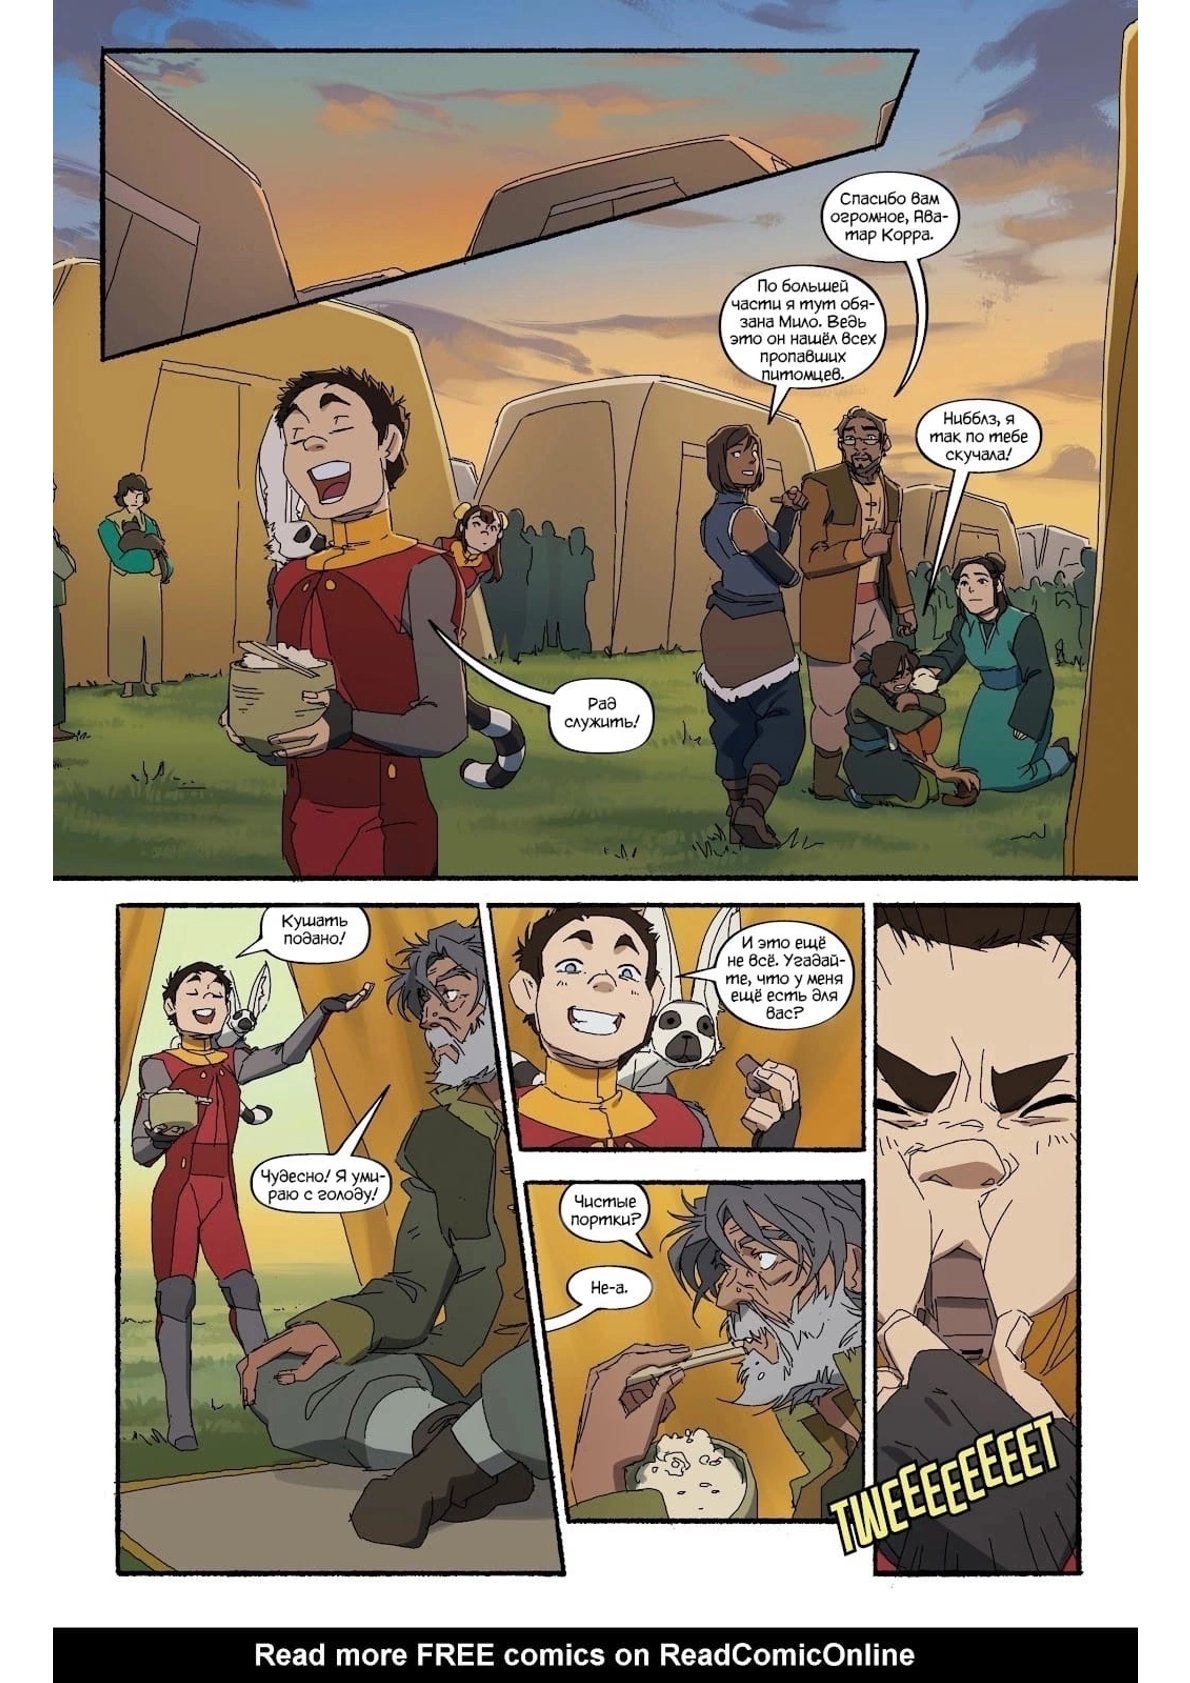 Спасибо вам
огромное, Ава-
тар Корра.
По большей
части я тут обя-
зана Мило. Ведь
это он нашёл всех
пропавших
питомцев.
Нибблз, я
так по тебе
скучала!
Рад
служить!
Кушать
подано!
Чудесно! Я уми-
раю с голоду!
И это ещё
не всё. Угадай-
те, что у меня
ещё есть для
вас?
Чистые
портки?
Не-а.
TWEEEEEEEET
Read more FREE comics on ReadComicOnline